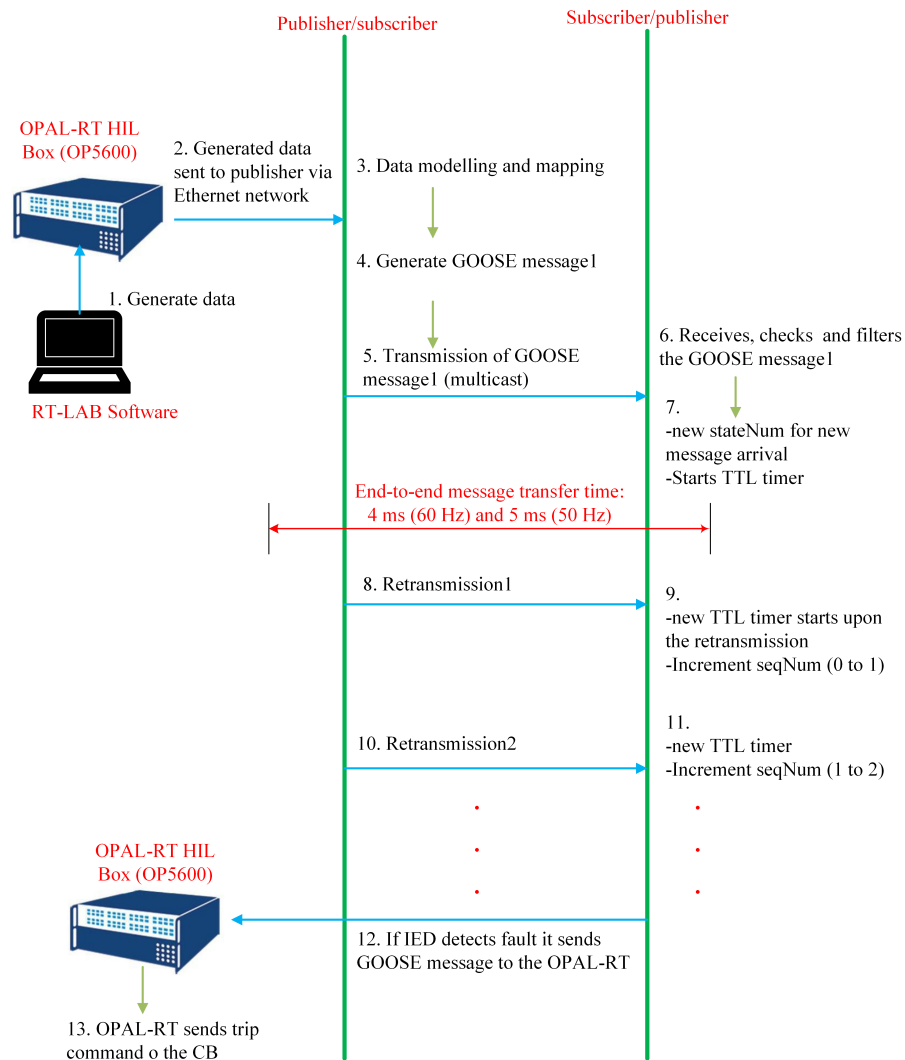 Publisher/subscriber
Subscriber/publisher
OPAL-RT HIL
Box (OP5600)
2. Generated data
sent to publisher via
Ethernet network
3. Data modelling and mapping
4. Generate GOOSE message1
1. Generate data
RT-LAB Software
5. Transmission of GOOSE
message1 (multicast)
6. Receives, checks and filters
the GOOSE message1
7.
-new stateNum for new
message arrival
-Starts TTL timer
End-to-end message transfer time:
4 ms (60 Hz) and 5 ms (50 Hz)
8. Retransmission1
9.
-new TTL timer starts upon
the retransmission
-Increment seqNum (0 to 1)
10. Retransmission2
11.
-new TTL timer
-Increment seqNum (1 to 2)
OPAL-RT HIL
Box (OP5600)
12. If IED detects fault it sends
GOOSE message to the OPAL-RT
13. OPAL-RT sends trip
command o the CB